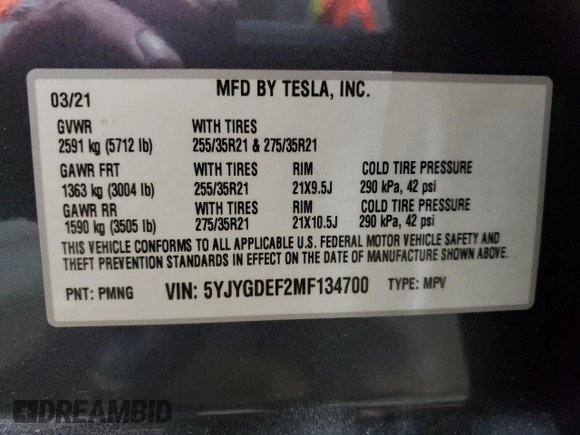 MFD BY TESLA, INC.
03/21
GVWR WITH TIRES
2591 kg (5712 lb) 255/35R21 & 275/35R21
GAWR FRT WITH TIRES RIM COLD TIRE PRESSURE
1363 kg (3004 lb) 255/35R21 21X9.5J 290 kPa, 42 psi
GAWR RR WITH TIRES RIM COLD TIRE PRESSURE
1590 kg (3505 lb) 275/35R21 21X10.5J 290 kPa, 42 psi
THIS VEHICLE CONFORMS TO ALL APPLICABLE U.S. FEDERAL MOTOR VEHICLE SAFETY AND
THEFT PREVENTION STANDARDS IN EFFECT ON THE DATE OF MANUFACTURE SHOWN ABOVE.
PNT: PMNG VIN: 5YJYGDEF2MF134700 TYPE: MPV
DREAMBID